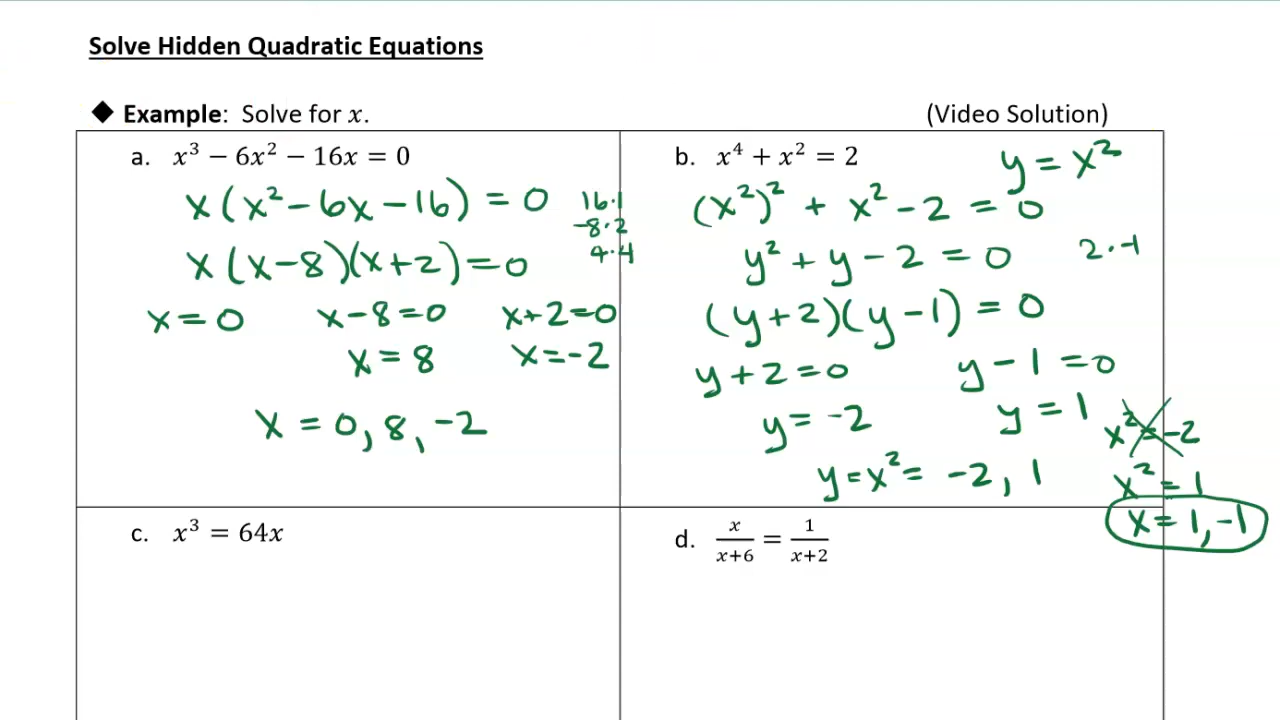 Solve Hidden Quadratic Equations
◆ Example: Solve for x. (Video Solution)
a. x³ − 6x² − 16x = 0
x(x² − 6x − 16) = 0
16·1
-8·2
4·4
x(x−8)(x+2) = 0
x = 0 x−8=0 x+2=0
x = 8 x=−2
x = 0, 8, −2
b. x⁴ + x² = 2
y = x²
(x²)² + x² − 2 = 0
y² + y − 2 = 0 2·-1
(y+2)(y−1) = 0
y+2=0 y−1=0
y = −2 y = 1
x² = −2
y=x²= −2, 1
x² = 1
x = 1, −1
c. x³ = 64x
d. x/(x+6) = 1/(x+2)